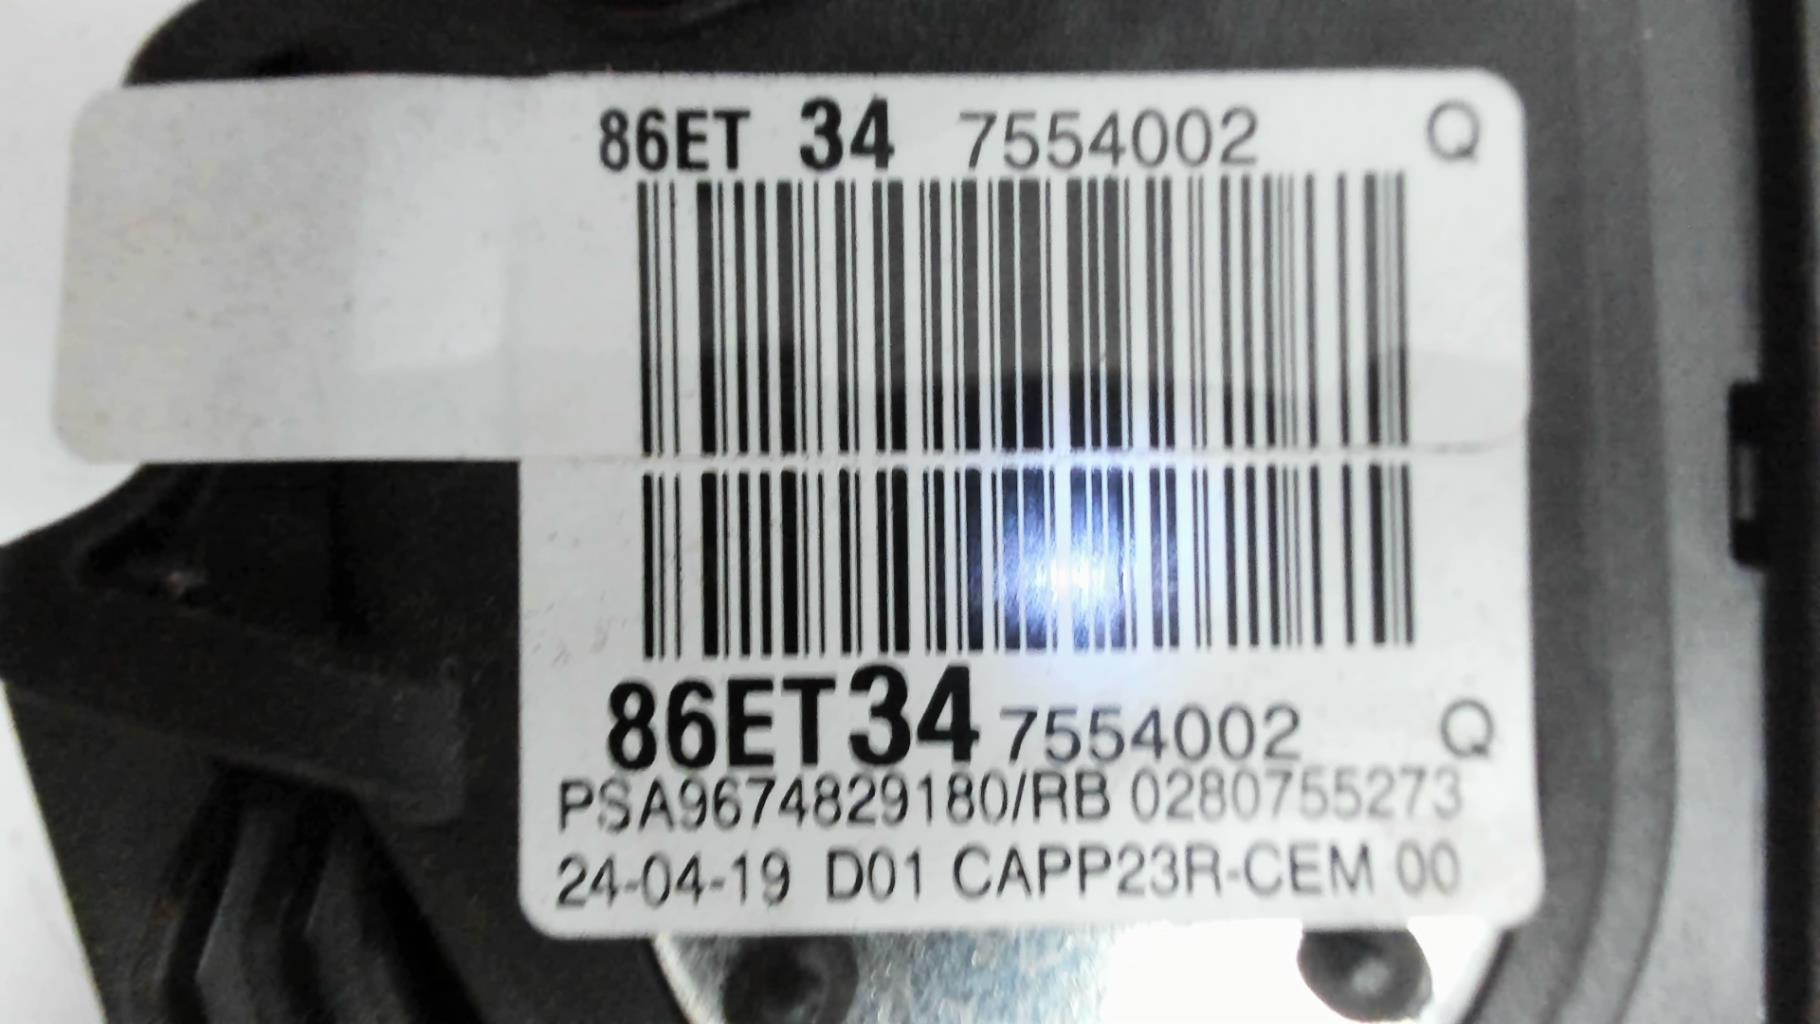 86ET 34 7554002 Q
86ET34 7554002 Q
PSA9674829180/RB 0280755273
24-04-19 D01 CAPP23R-CEM 00